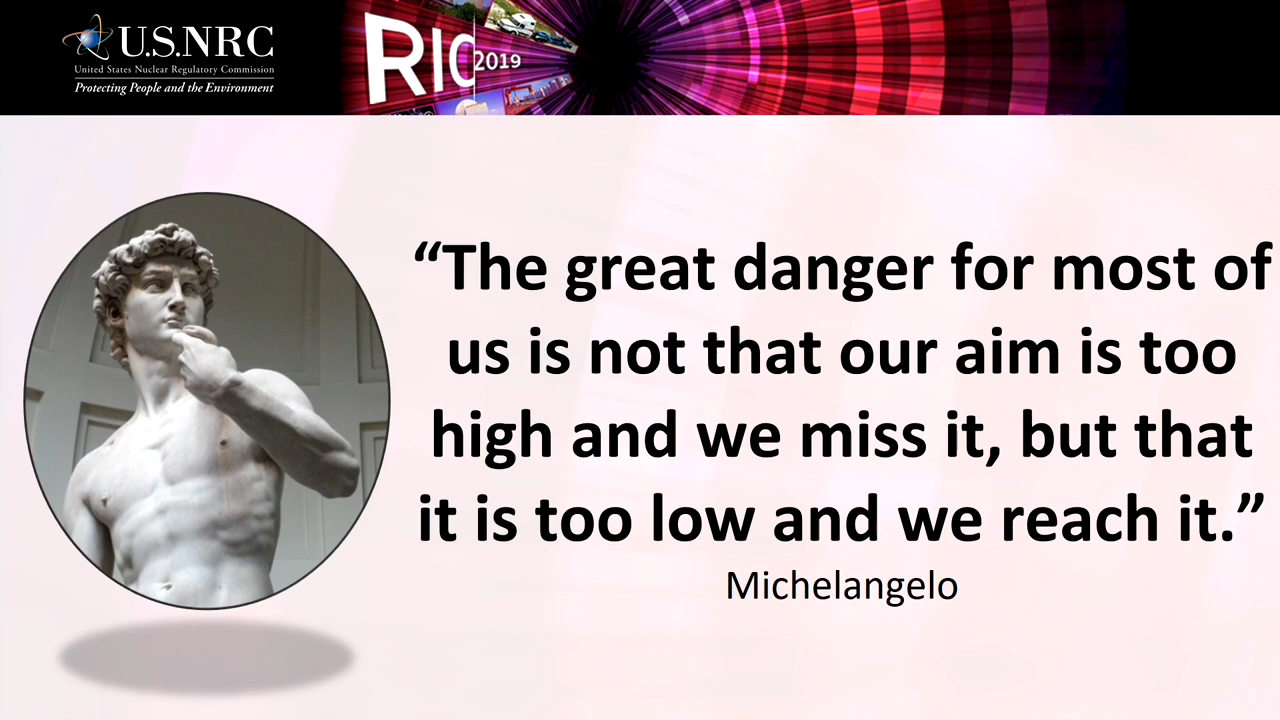 U.S.NRC
United States Nuclear Regulatory Commission
Protecting People and the Environment
RIC
2019
“The great danger for most of
us is not that our aim is too
high and we miss it, but that
it is too low and we reach it.”
Michelangelo